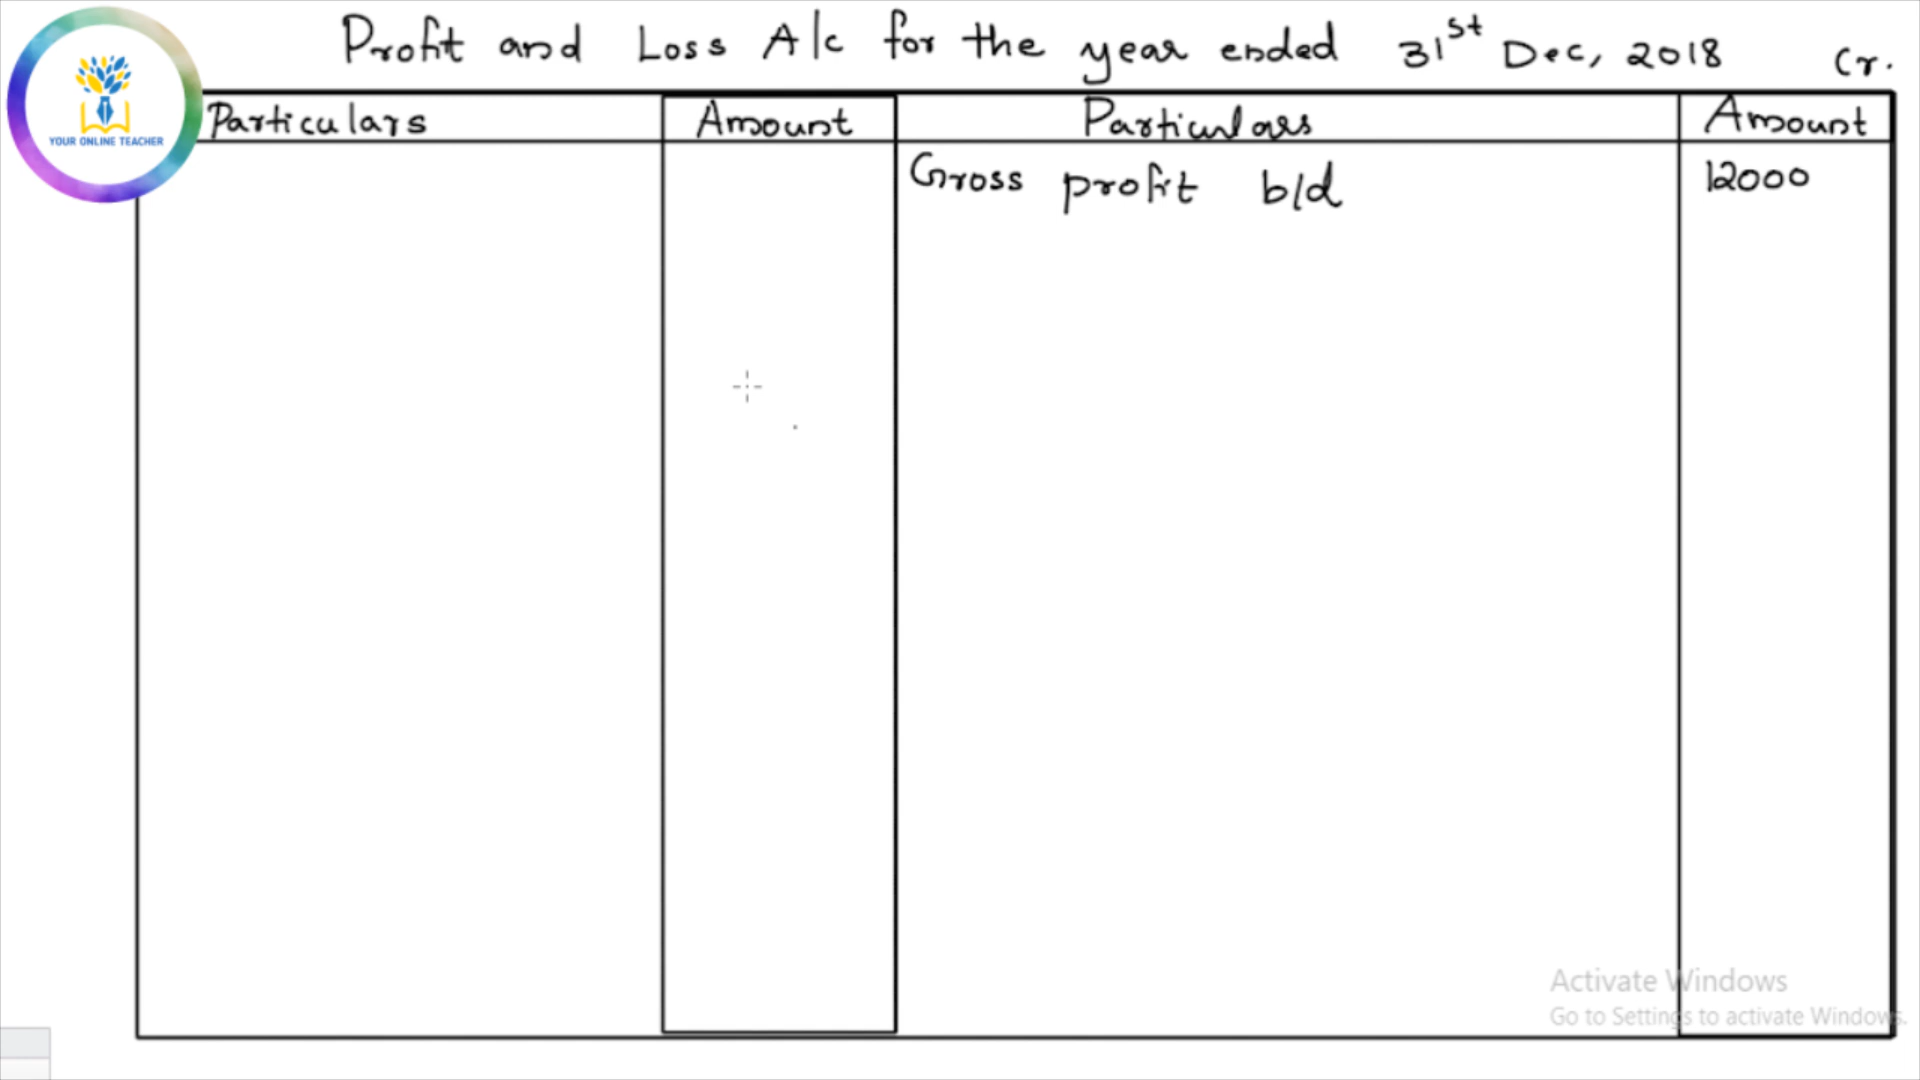 Profit and Loss A/c for the year ended 31st Dec, 2018 Cr.
Particulars Amount Particulars Amount
Gross profit b/d 12000
YOUR ONLINE TEACHER
Activate Windows
Go to Settings to activate Windows.